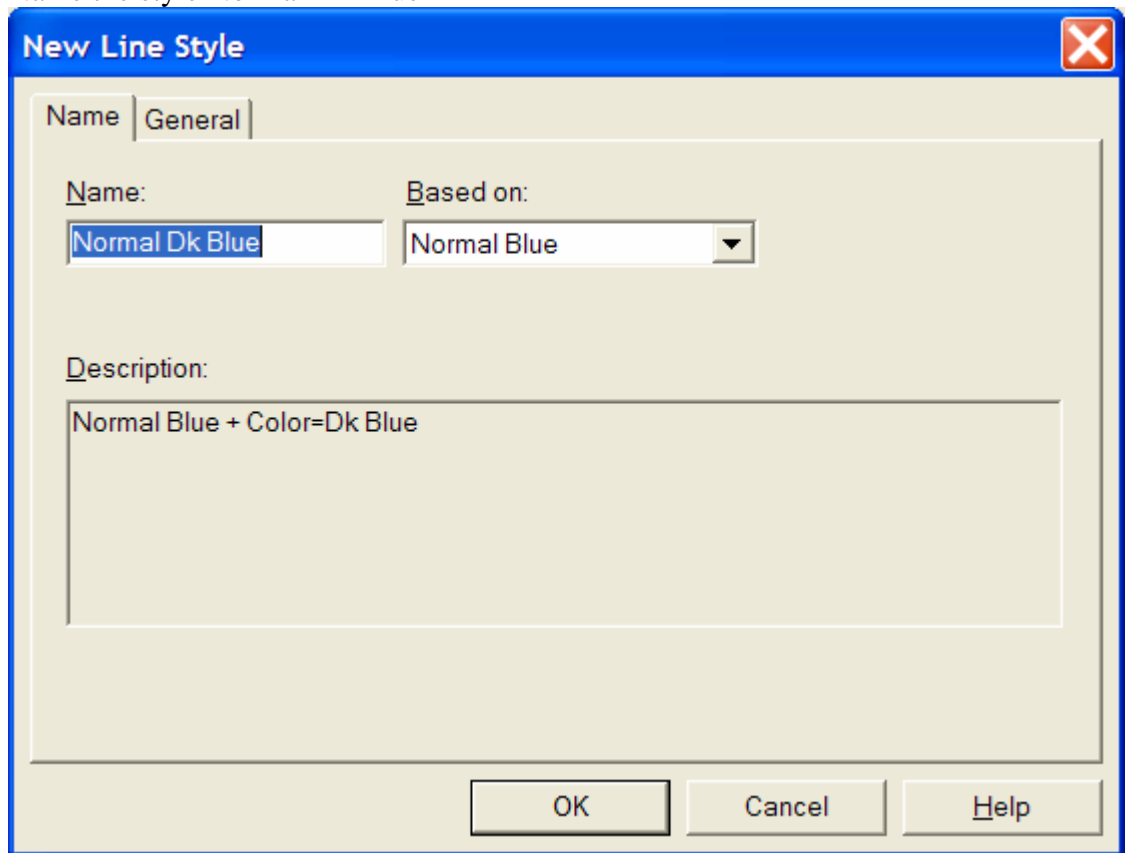 New Line Style
Name General
Name: Based on:
Normal Dk Blue Normal Blue
Description:
Normal Blue + Color=Dk Blue
OK Cancel Help